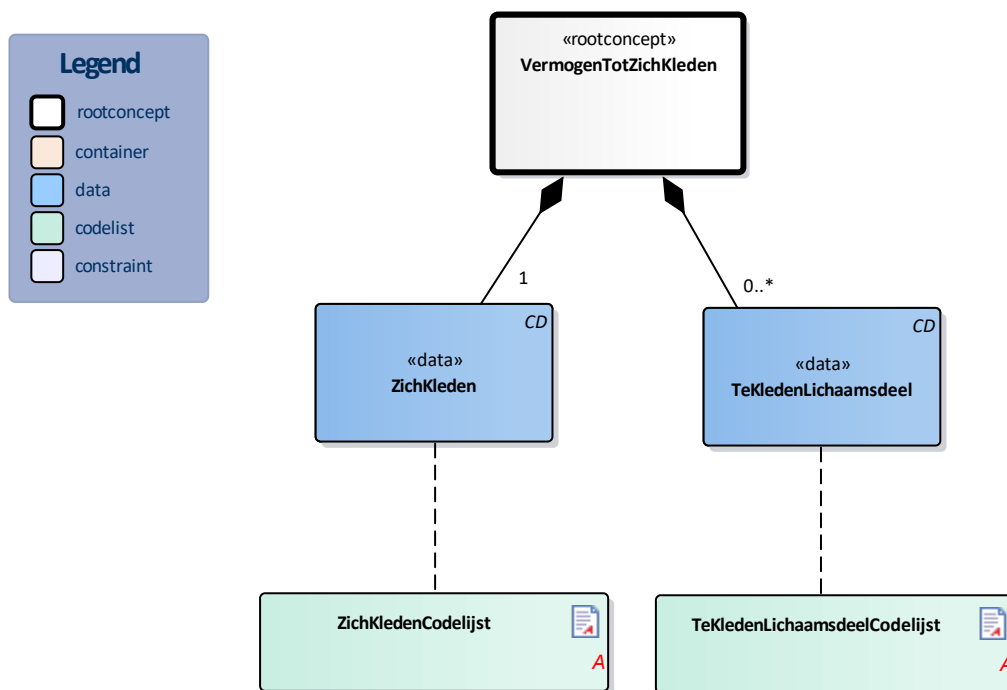 Legend
rootconcept
container
data
codelist
constraint
«rootconcept»
VermogenTotZichKleden
1
0..*
CD
«data»
ZichKleden
CD
«data»
TeKledenLichaamsdeel
ZichKledenCodelijst
A
TeKledenLichaamsdeelCodelijst
A